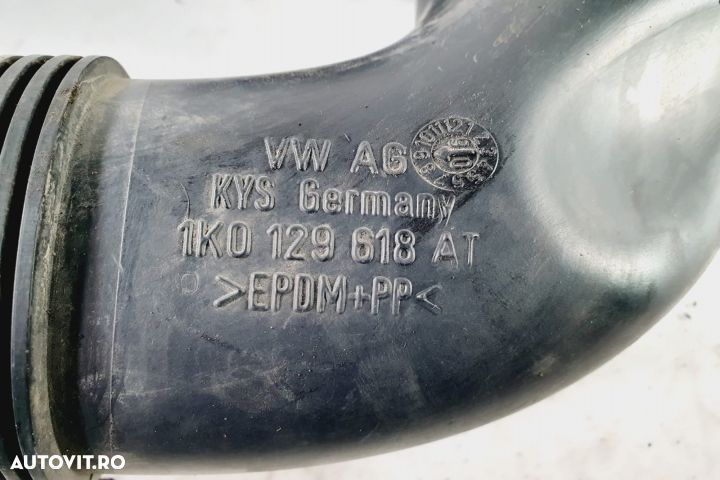 VW AG
KYS Germany
1K0 129 618 AT
>EPDM+PP<
AUTOVIT.RO